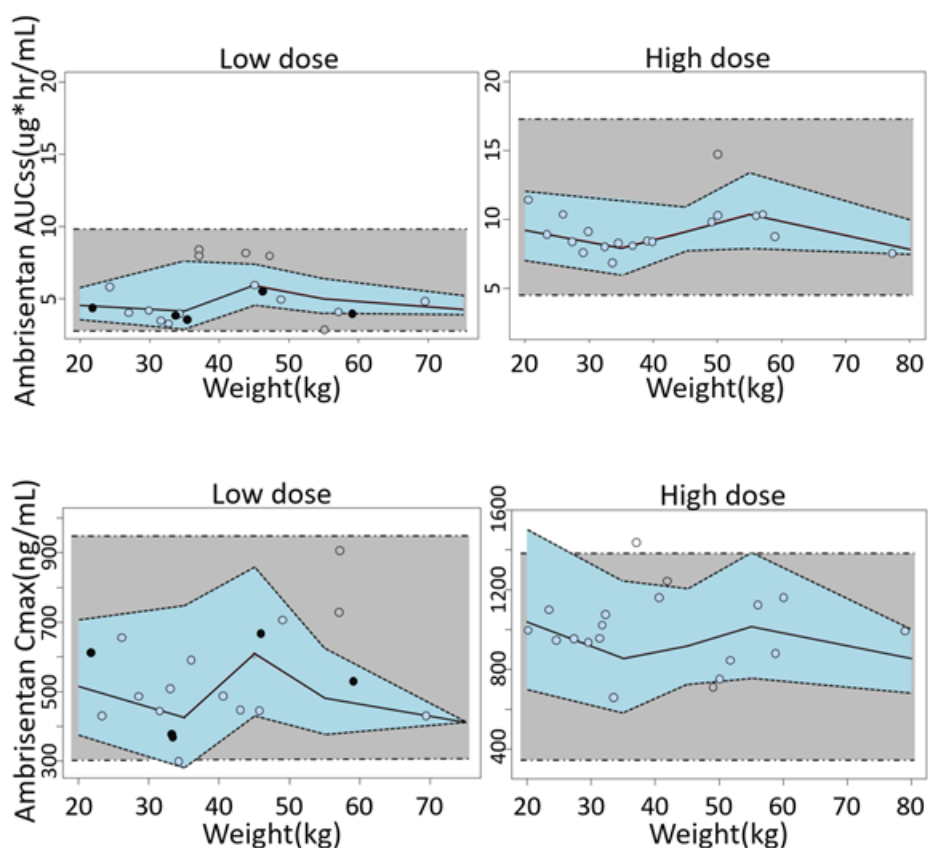 Low dose
High dose
Ambrisentan AUCss(ug*hr/mL)
20
15
10
5
20
15
10
5
20 30 40 50 60 70
20 30 40 50 60 70 80
Weight(kg)
Weight(kg)
Low dose
High dose
Ambrisentan Cmax(ng/mL)
900
700
500
300
1600
1200
800
400
20 30 40 50 60 70
20 30 40 50 60 70 80
Weight(kg)
Weight(kg)